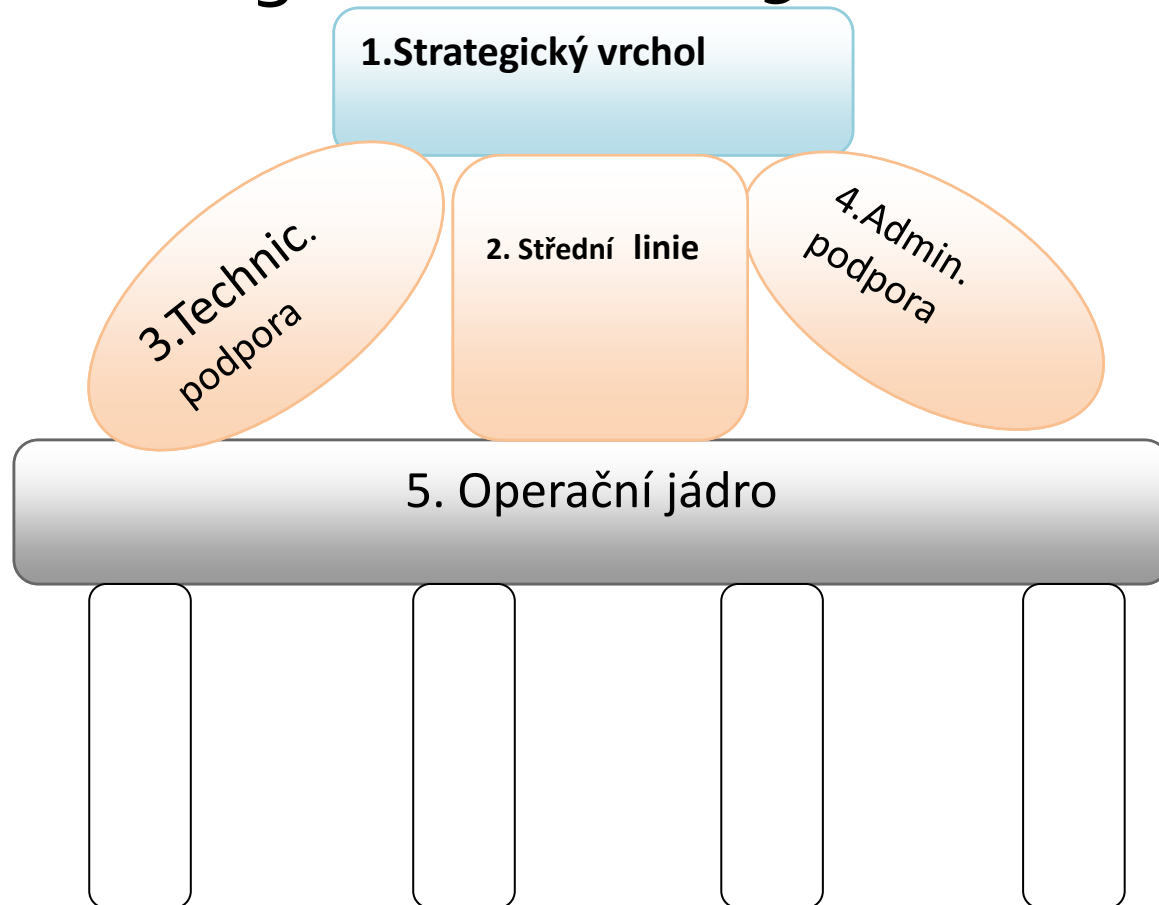 1.Strategický vrchol
3.Technic.
podpora
2. Střední linie
4.Admin.
podpora
5. Operační jádro